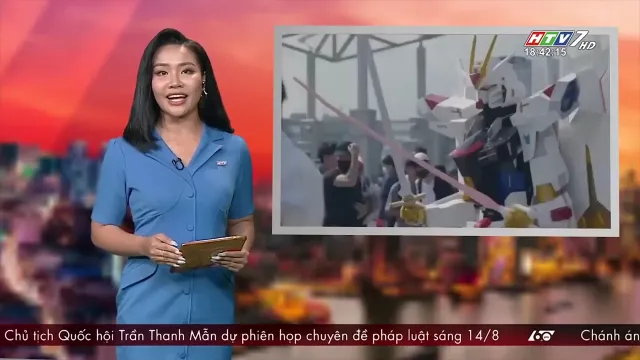 HTV7 HD
18:42:15
Chủ tịch Quốc hội Trần Thanh Mẫn dự phiên họp chuyên đề pháp luật sáng 14/8 60 Chánh án